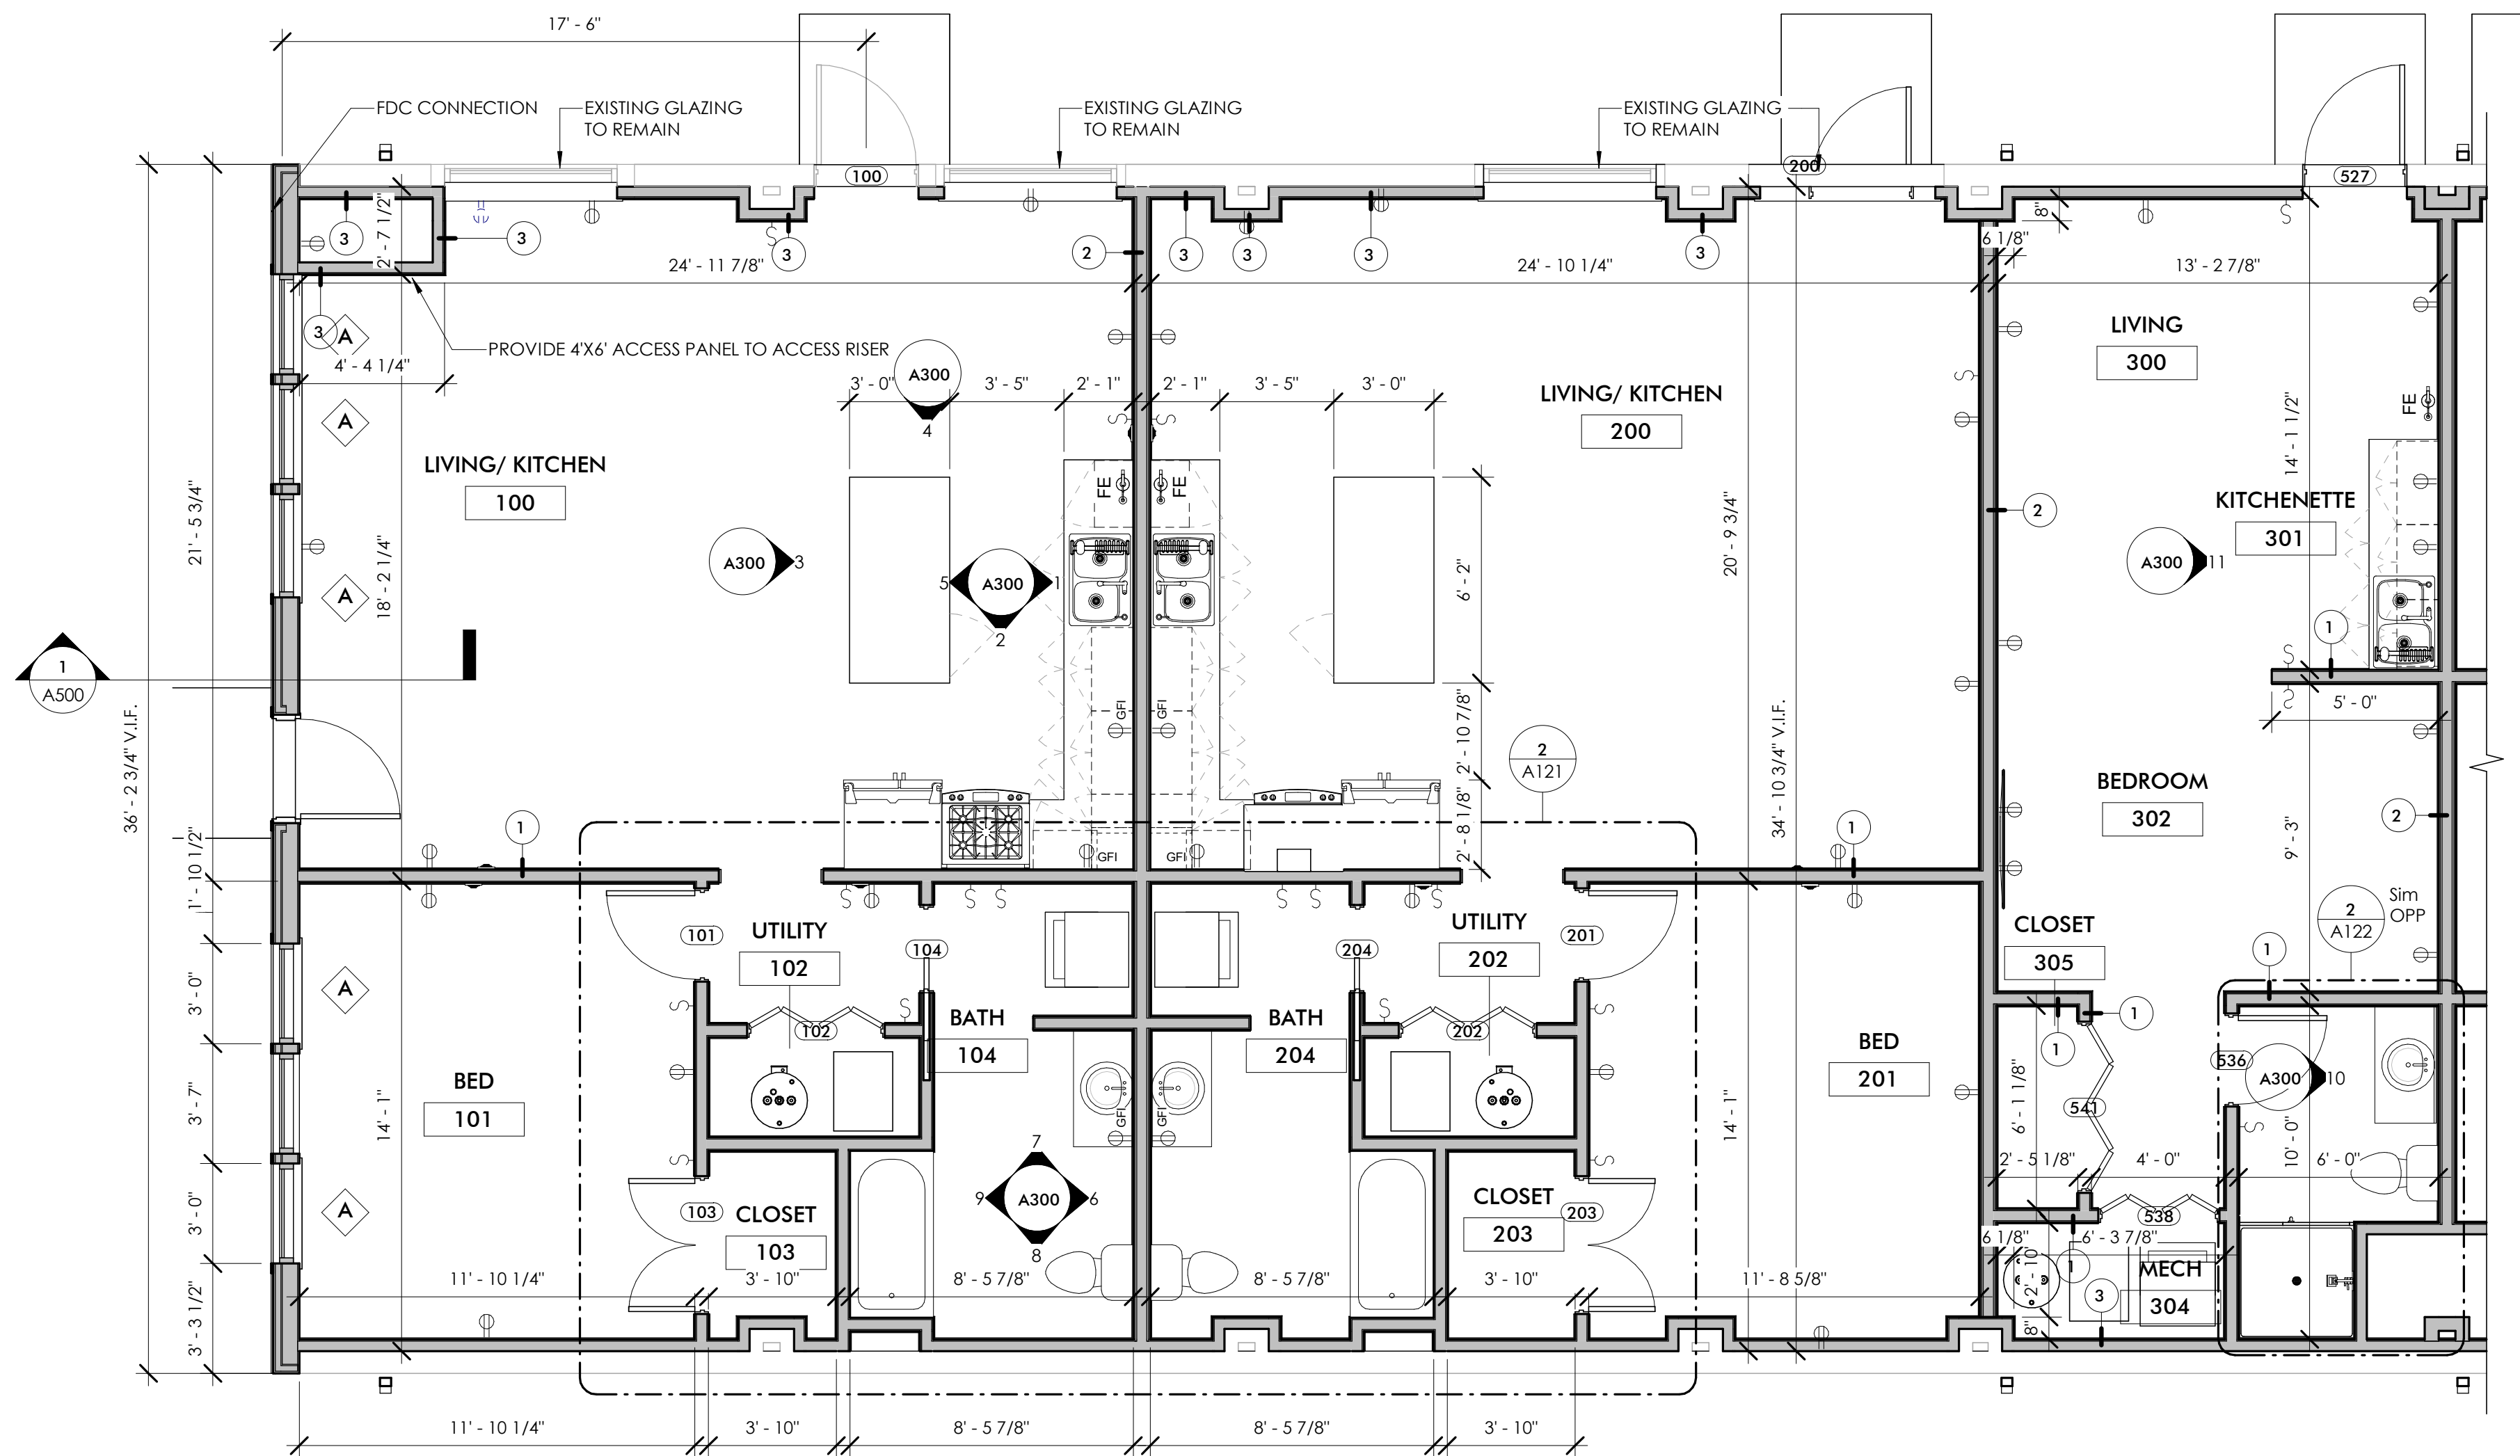 17' - 6"
FDC CONNECTION
EXISTING GLAZING
TO REMAIN
EXISTING GLAZING
TO REMAIN
EXISTING GLAZING
TO REMAIN
100
200
527
2' - 7 1/2"
3
3
3
2
3
3
3
3
8"
6 1/8"
24' - 11 7/8"
24' - 10 1/4"
13' - 2 7/8"
3
A
4' - 4 1/4"
PROVIDE 4'X6' ACCESS PANEL TO ACCESS RISER
LIVING
300
A300
4
3' - 0"
3' - 5"
2' - 1"
2' - 1"
3' - 5"
3' - 0"
LIVING/ KITCHEN
200
A
FE
14' - 1 1/2"
LIVING/ KITCHEN
100
FE
FE
KITCHENETTE
301
2
21' - 5 3/4"
18' - 2 1/4"
A300
3
5
A300
1
2
6' - 2"
20' - 9 3/4"
A300
11
A
1
1
A500
5' - 0"
GFI
GFI
36' - 2 3/4" V.I.F.
2' - 10 7/8"
34' - 10 3/4" V.I.F.
2
A121
BEDROOM
302
2
9' - 3"
1
1
2' - 8 1/8"
GFI
GFI
1' - 10 1/2"
2
A122
Sim
OPP
101
UTILITY
102
104
204
UTILITY
202
201
CLOSET
305
1
3' - 0"
A
102
BATH
104
BATH
204
202
1
1
BED
101
BED
201
536
A300
10
6' - 1 1/8"
541
3' - 7"
14' - 1"
GFI
GFI
14' - 1"
10' - 0"
7
9
A300
6
8
2' - 5 1/8"
4' - 0"
6' - 0"
3' - 0"
A
103
CLOSET
103
CLOSET
203
203
538
6 1/8"
6' - 3 7/8"
2' - 10"
1
MECH
304
3
8"
3' - 3 1/2"
11' - 10 1/4"
3' - 10"
8' - 5 7/8"
8' - 5 7/8"
3' - 10"
11' - 8 5/8"
11' - 10 1/4"
3' - 10"
8' - 5 7/8"
8' - 5 7/8"
3' - 10"